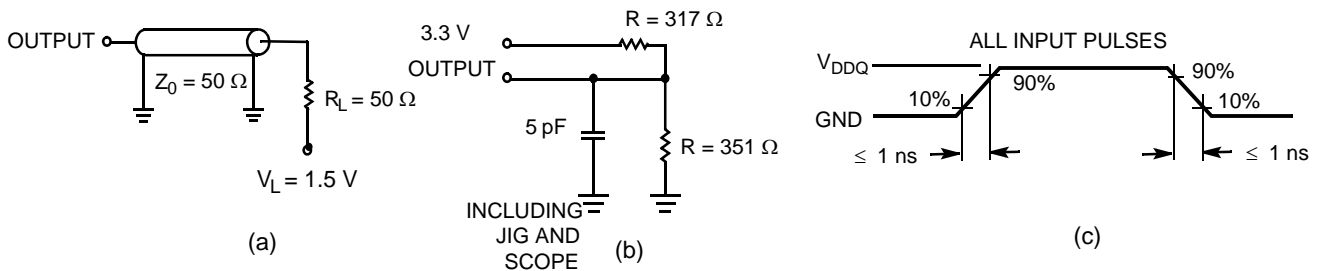 OUTPUT
Z0 = 50 Ω
RL = 50 Ω
VL = 1.5 V
(a)
R = 317 Ω
3.3 V
OUTPUT
5 pF
R = 351 Ω
INCLUDING
JIG AND
SCOPE
(b)
ALL INPUT PULSES
VDDQ
90%
90%
10%
10%
GND
≤ 1 ns
≤ 1 ns
(c)